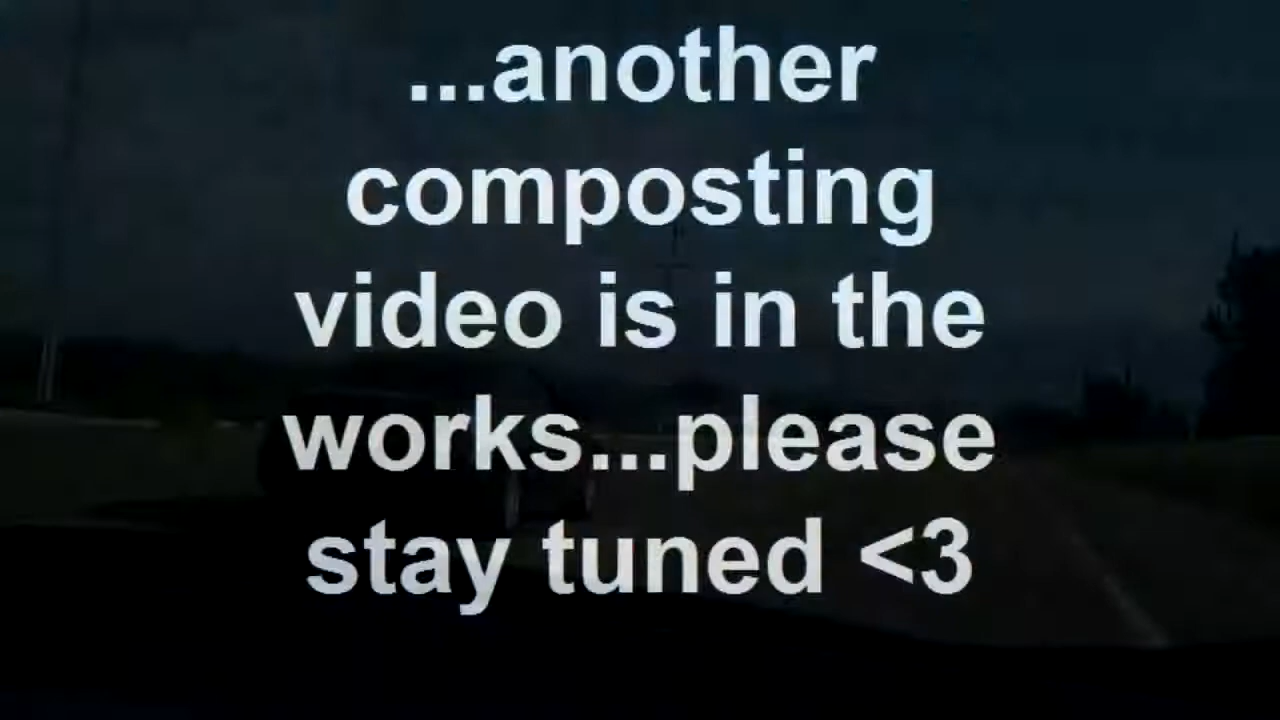 ...another
composting
video is in the
works...please
stay tuned <3